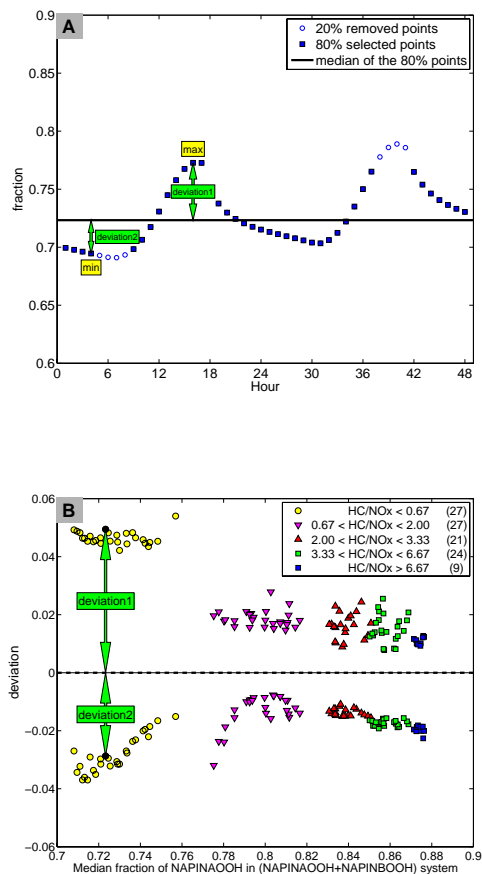 A
20% removed points
80% selected points
median of the 80% points
0.9
0.85
0.8
0.75
0.7
0.65
0.6
fraction
max
deviation1
deviation2
min
0 6 12 18 24 30 36 42 48
Hour
B
HC/NOx < 0.67 (27)
0.67 < HC/NOx < 2.00 (27)
2.00 < HC/NOx < 3.33 (21)
3.33 < HC/NOx < 6.67 (24)
HC/NOx > 6.67 (9)
0.06
0.04
0.02
0
−0.02
−0.04
−0.06
deviation
deviation1
deviation2
0.7 0.72 0.74 0.76 0.78 0.8 0.82 0.84 0.86 0.88 0.9
Median fraction of NAPINAOOH in (NAPINAOOH+NAPINBOOH) system